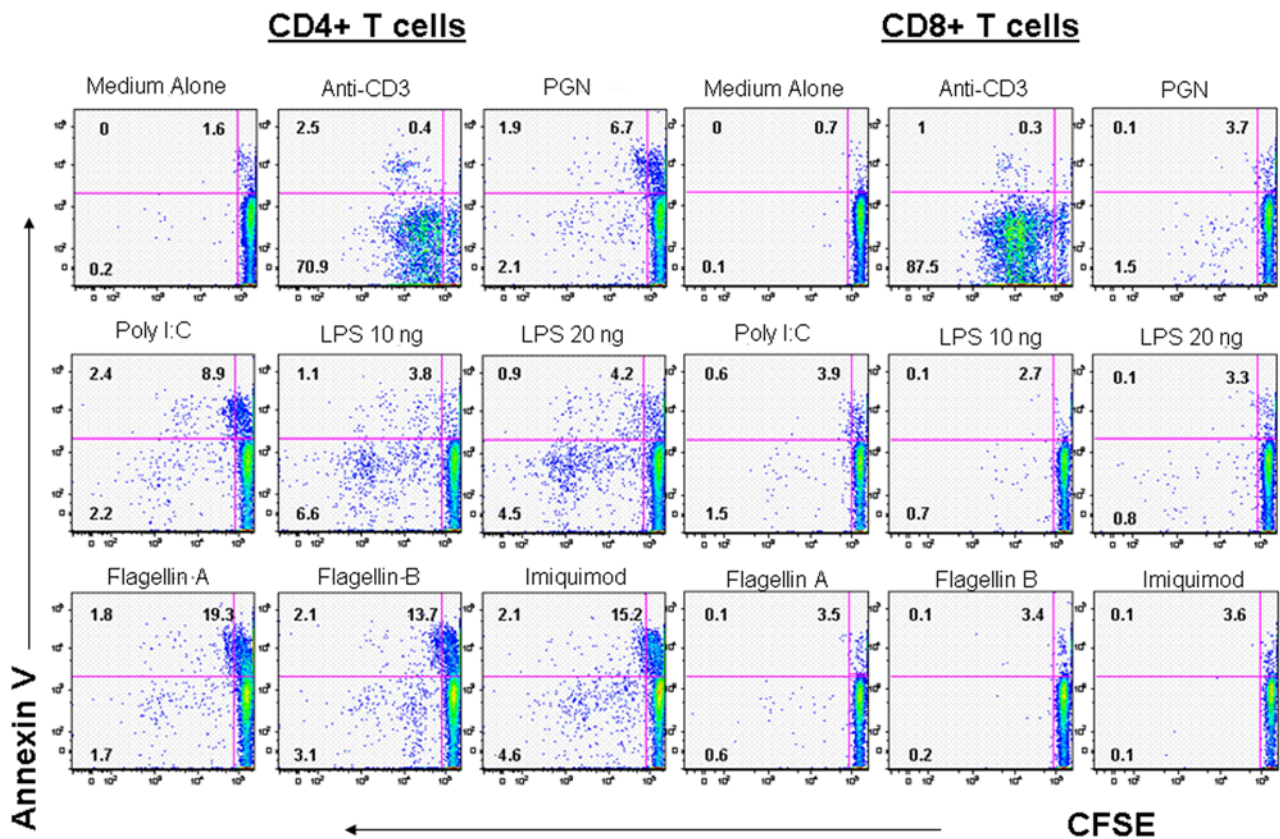 CD4+ T cells CD8+ T cells
Medium Alone Anti-CD3 PGN Medium Alone Anti-CD3 PGN
0 1.6 2.5 0.4 1.9 6.7 0 0.7 1 0.3 0.1 3.7
0.2 70.9 2.1 0.1 87.5 1.5
Poly I:C LPS 10 ng LPS 20 ng Poly I:C LPS 10 ng LPS 20 ng
2.4 8.9 1.1 3.8 0.9 4.2 0.6 3.9 0.1 2.7 0.1 3.3
2.2 6.6 4.5 1.5 0.7 0.8
Flagellin-A Flagellin-B Imiquimod Flagellin A Flagellin B Imiquimod
1.8 19.3 2.1 13.7 2.1 15.2 0.1 3.5 0.1 3.4 0.1 3.6
1.7 3.1 4.6 0.6 0.2 0.1
Annexin V
CFSE